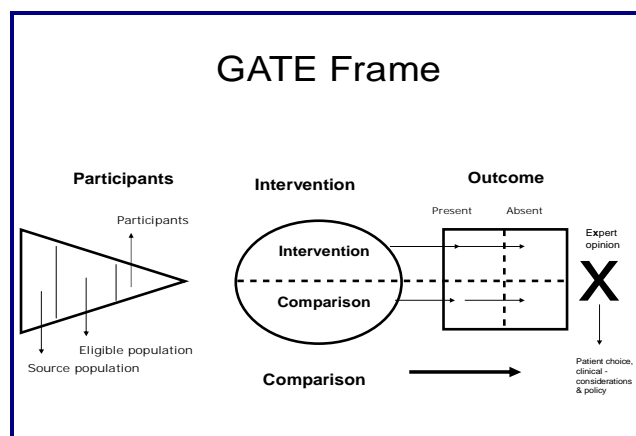 GATE Frame
Participants
Intervention
Outcome
Participants
Present
Absent
Expert
opinion
X
Intervention
Comparison
Eligible population
Source population
Comparison
Patient choice,
clinical -
considerations
& policy